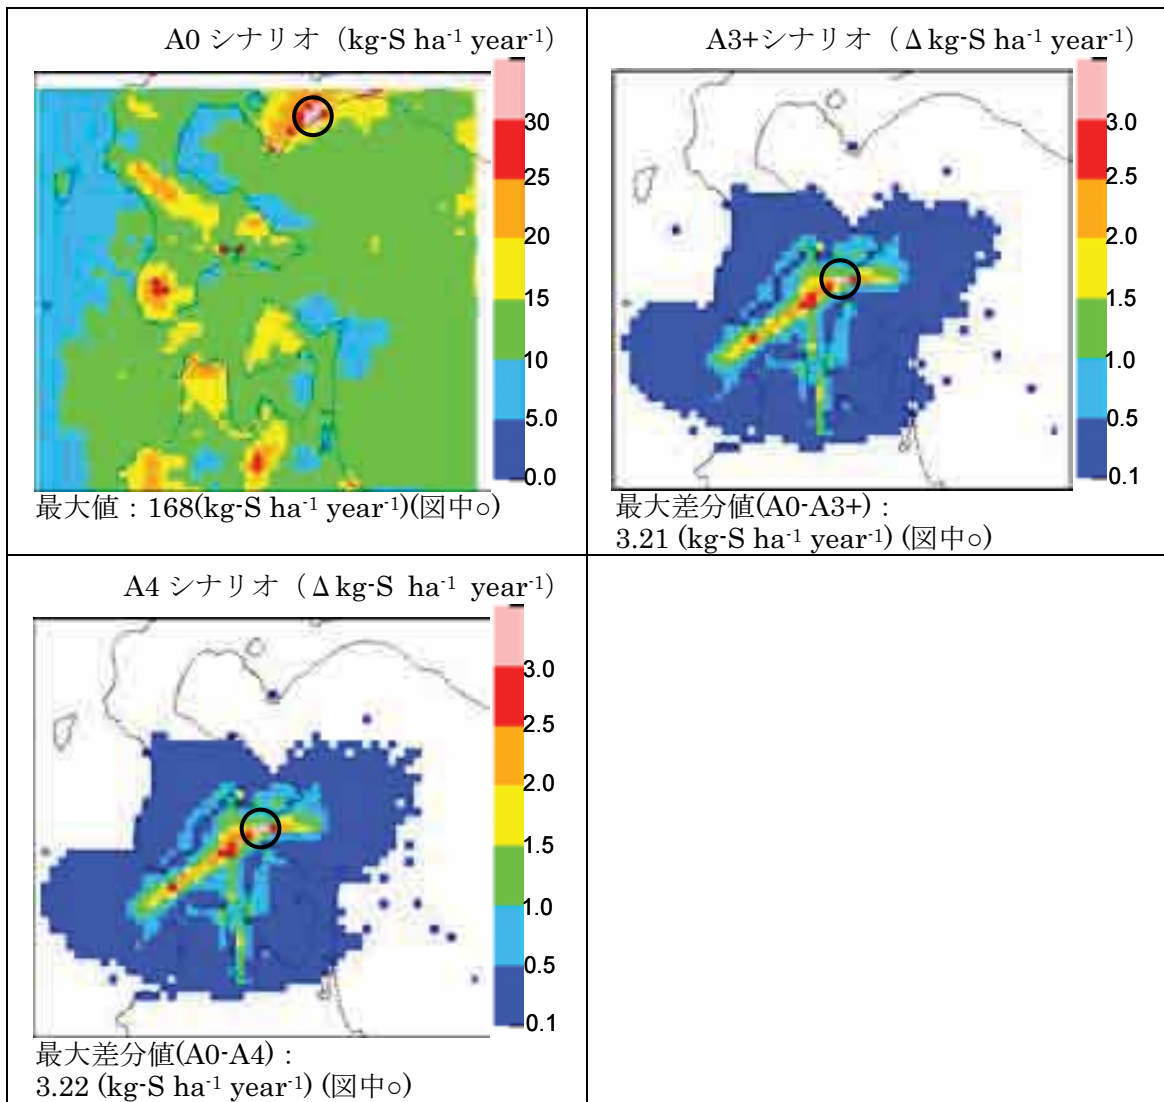 A0 シナリオ（kg-S ha⁻¹ year⁻¹)
30
25
20
15
10
5.0
0.0
最大値：168(kg-S ha⁻¹ year⁻¹)(図中○)
A3+シナリオ（Δkg-S ha⁻¹ year⁻¹)
3.0
2.5
2.0
1.5
1.0
0.5
0.1
最大差分値(A0-A3+)：
3.21 (kg-S ha⁻¹ year⁻¹) (図中○)
A4 シナリオ（Δkg-S ha⁻¹ year⁻¹)
3.0
2.5
2.0
1.5
1.0
0.5
0.1
最大差分値(A0-A4)：
3.22 (kg-S ha⁻¹ year⁻¹) (図中○)